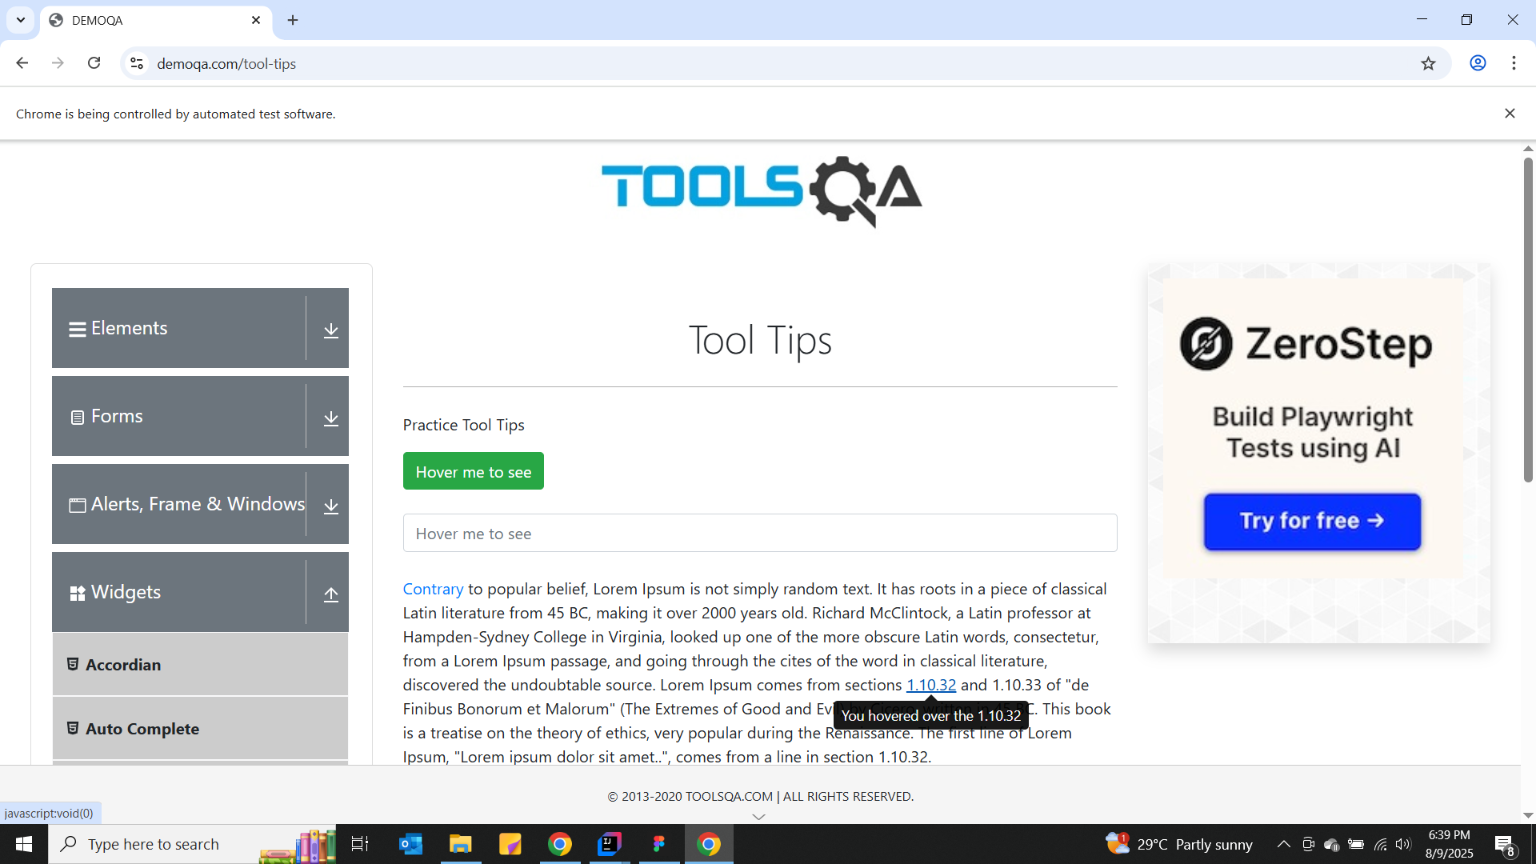 DEMOQA
demoqa.com/tool-tips
Chrome is being controlled by automated test software.
TOOLSQA
Elements
Forms
Alerts, Frame & Windows
Widgets
Accordian
Auto Complete
Tool Tips
Practice Tool Tips
Hover me to see
Hover me to see
Contrary to popular belief, Lorem Ipsum is not simply random text. It has roots in a piece of classical
Latin literature from 45 BC, making it over 2000 years old. Richard McClintock, a Latin professor at
Hampden-Sydney College in Virginia, looked up one of the more obscure Latin words, consectetur,
from a Lorem Ipsum passage, and going through the cites of the word in classical literature,
discovered the undoubtable source. Lorem Ipsum comes from sections 1.10.32 and 1.10.33 of "de
Finibus Bonorum et Malorum" (The Extremes of Good and This book
You hovered over the 1.10.32
is a treatise on the theory of ethics, very popular during the Renaissance. The first line of Lorem
Ipsum, "Lorem ipsum dolor sit amet..", comes from a line in section 1.10.32.
ZeroStep
Build Playwright
Tests using AI
Try for free →
© 2013-2020 TOOLSQA.COM | ALL RIGHTS RESERVED.
javascript:void(0)
Type here to search
1
29°C Partly sunny
6:39 PM
8/9/2025
8